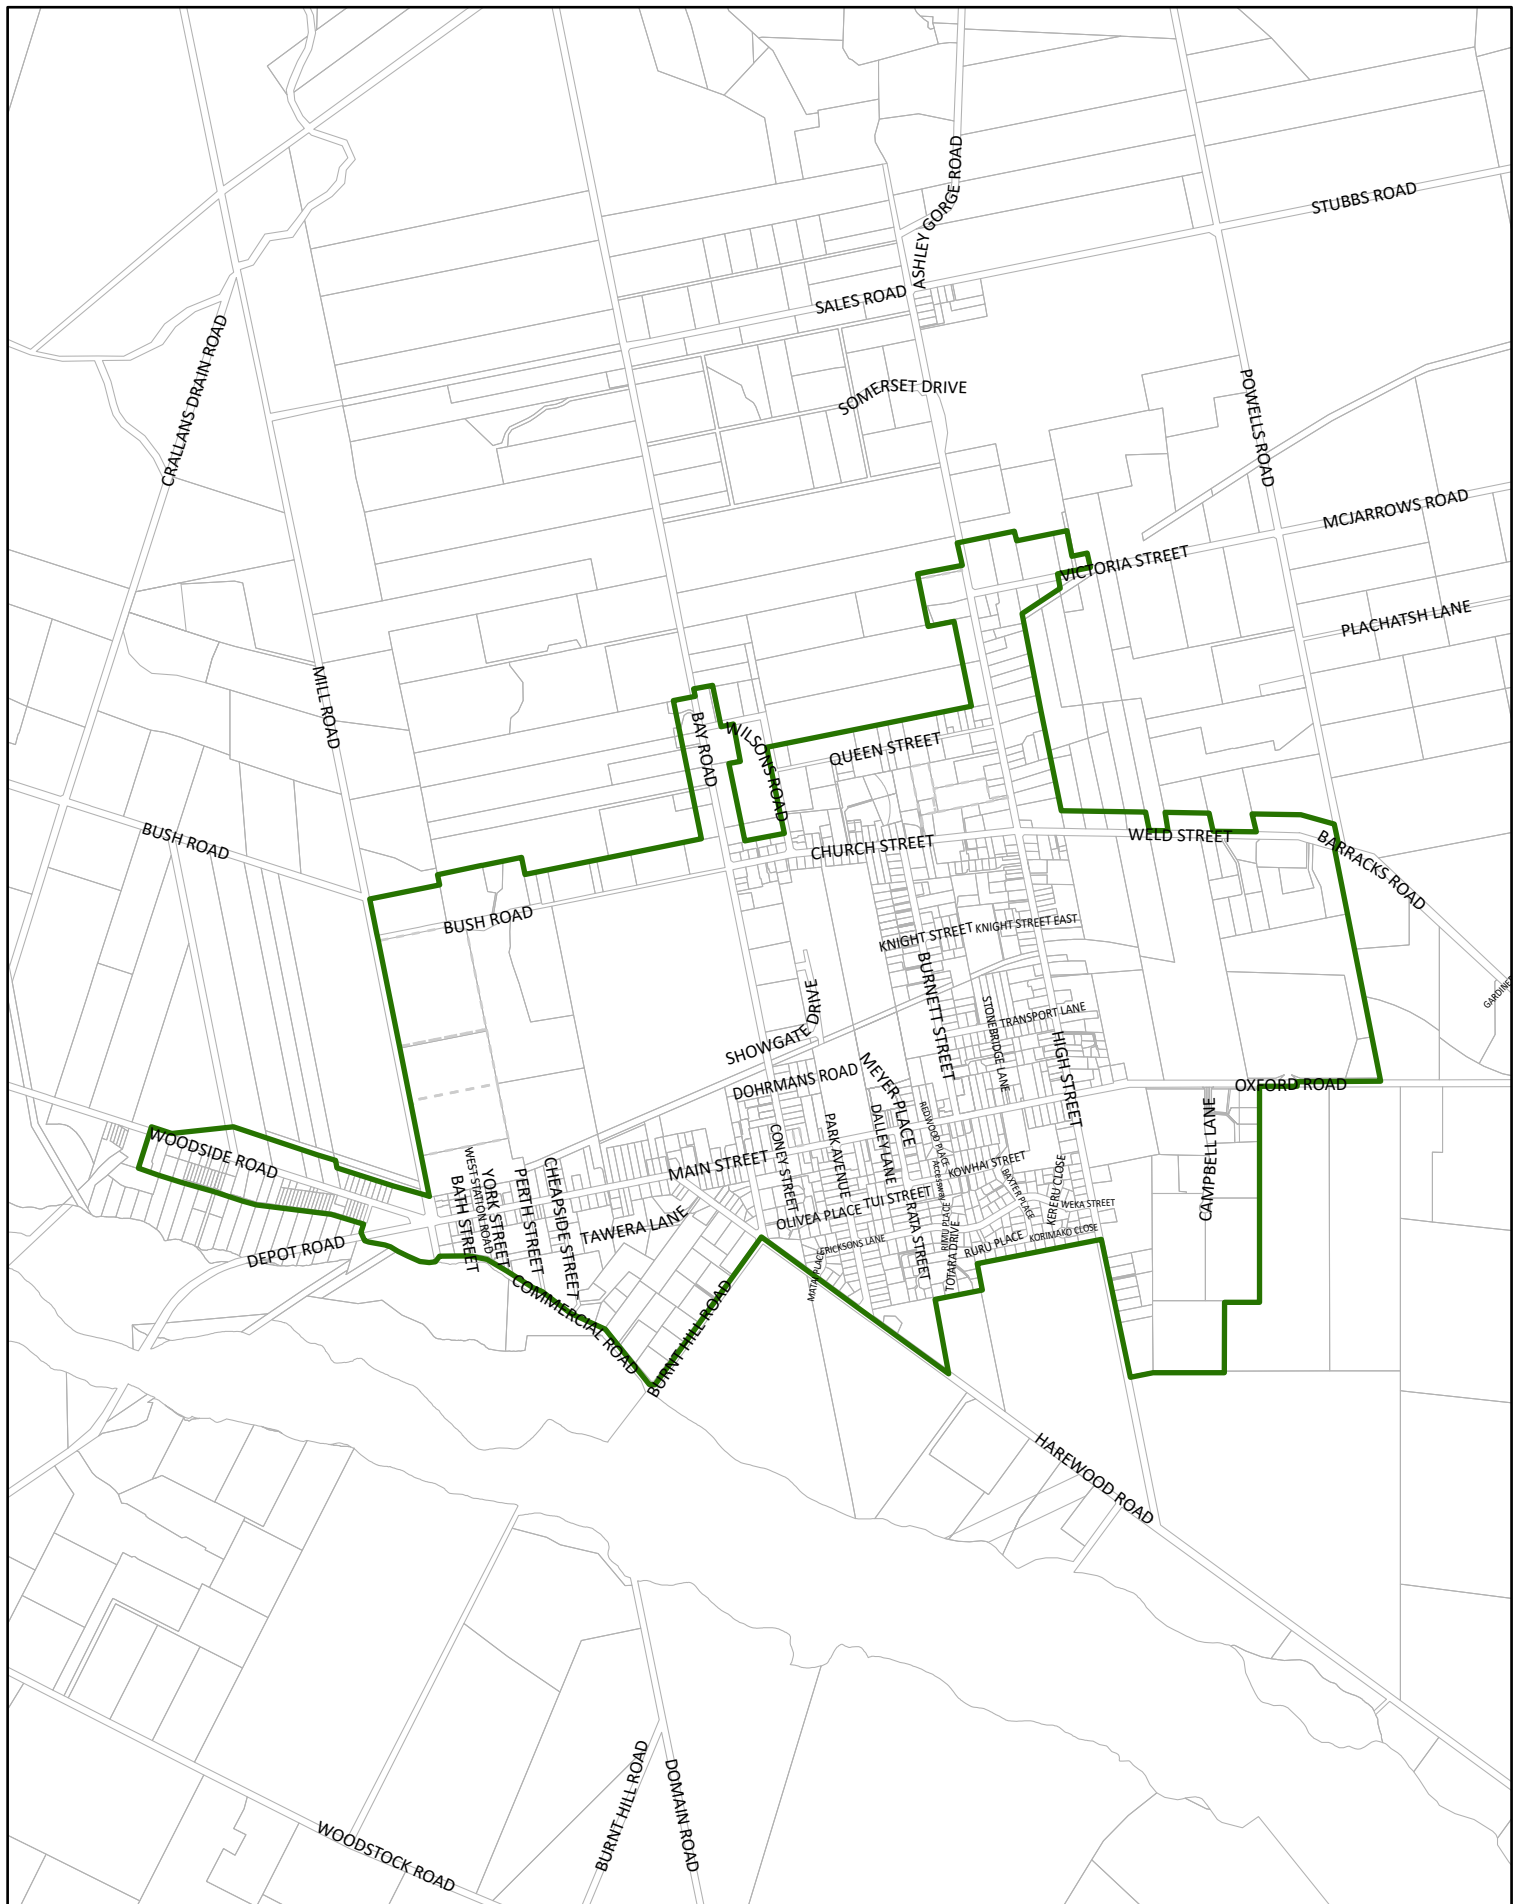 ASHLEY GORGE ROAD
STUBBS ROAD
SALES ROAD
CRALLANS DRAIN ROAD
SOMERSET DRIVE
POWELLS ROAD
MCJARROWS ROAD
VICTORIA STREET
PLACHATSH LANE
MILL ROAD
BAY ROAD
WILSONS ROAD
QUEEN STREET
BUSH ROAD
CHURCH STREET
WELD STREET
BARRACKS ROAD
BUSH ROAD
KNIGHT STREET
KNIGHT STREET EAST
BURNETT STREET
SHOWGATE DRIVE
STONEBRIDGE LANE
TRANSPORT LANE
HIGH STREET
DOHRMANS ROAD
MEYER PLACE
OXFORD ROAD
WOODSIDE ROAD
CONEY STREET
PARK AVENUE
DALLEY LANE
REDWOOD PLACE
Accessway
KOWHAI STREET
CAMPBELL LANE
MAIN STREET
WEST STATION ROAD
BATH STREET
YORK STREET
PERTH STREET
CHEAPSIDE STREET
TAWERA LANE
OLIVEA PLACE
TUI STREET
RATA STREET
RIMU PLACE
TOTARA DRIVE
BAXTER PLACE
KERERU CLOSE
WEKA STREET
RURU PLACE
KORIMAKO CLOSE
ERICKSONS LANE
MATAI PLACE
DEPOT ROAD
COMMERCIAL ROAD
BURNT HILL ROAD
HAREWOOD ROAD
WOODSTOCK ROAD
BURNT HILL ROAD
DOMAIN ROAD